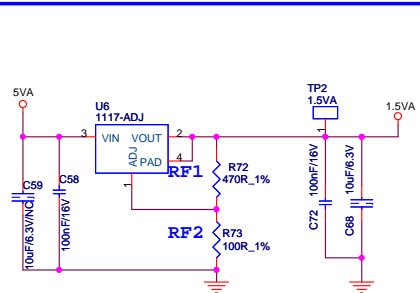 5VA
U6
1117-ADJ
3
VIN
VOUT
2
ADJ
PAD
4
1
C59
10uF/6.3V/NC
C58
100nF/16V
RF1
R72
470R_1%
RF2
R73
100R_1%
TP2
1.5VA
1
1.5VA
C72
100nF/16V
C68
10uF/6.3V